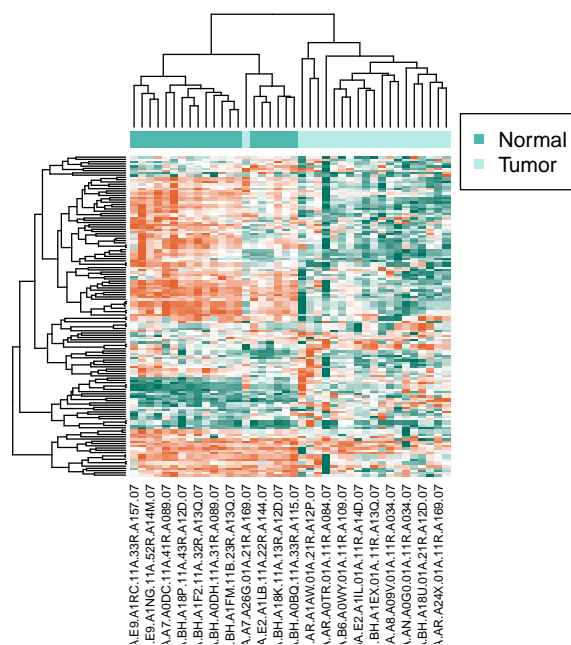 Normal
Tumor
.E9.A1RC.11A.33R.A157.07
.E9.A1NG.11A.52R.A14M.07
A.A7.A0DC.11A.41R.A089.07
.BH.A18P.11A.43R.A12D.07
.BH.A1F2.11A.32R.A13Q.07
.BH.A0DH.11A.31R.A089.07
.BH.A1FM.11B.23R.A13Q.07
A.A7.A26G.01A.21R.A169.07
.E2.A1LB.11A.22R.A144.07
.BH.A18K.11A.13R.A12D.07
.BH.A0BQ.11A.33R.A115.07
.AR.A1AW.01A.21R.A12P.07
.AR.A0TR.01A.11R.A084.07
A.B6.A0WY.01A.11R.A109.07
A.E2.A1IL.01A.11R.A14D.07
.BH.A1EX.01A.11R.A13Q.07
A.A8.A09V.01A.11R.A034.07
.AN.A0G0.01A.11R.A034.07
.BH.A18U.01A.21R.A12D.07
.AR.A24X.01A.11R.A169.07